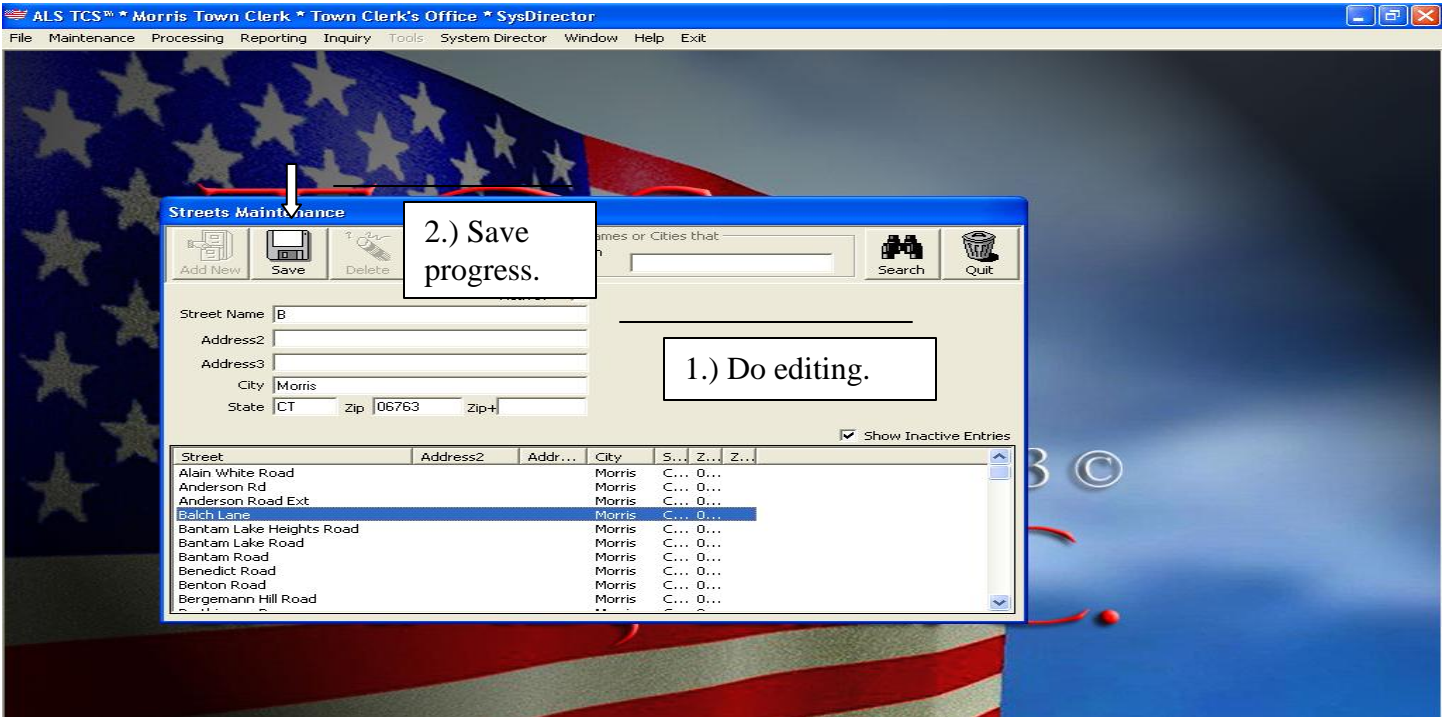 ALS TCS™ * Morris Town Clerk * Town Clerk's Office * SysDirector
File Maintenance Processing Reporting Inquiry Tools System Director Window Help Exit
Streets Maintenance
2.) Save
progress.
Cities that
Add New Save Delete Search Quit
Street Name B
Address2
Address3
City Morris
State CT Zip 06763 Zip+
1.) Do editing.
Show Inactive Entries
Street Address2 Addr... City S... Z... Z...
Alain White Road Morris C... 0...
Anderson Rd Morris C... 0...
Anderson Road Ext Morris C... 0...
Balch Lane Morris C... 0...
Bantam Lake Heights Road Morris C... 0...
Bantam Lake Road Morris C... 0...
Bantam Road Morris C... 0...
Benedict Road Morris C... 0...
Benton Road Morris C... 0...
Bergemann Hill Road Morris C... 0...
3 ©
C.